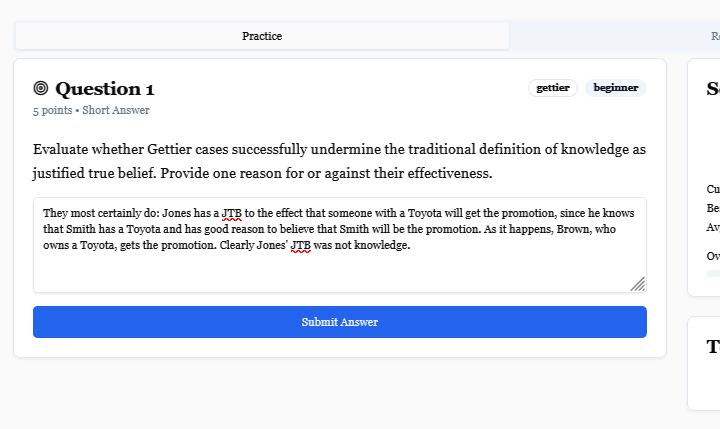 Practice
Question 1
gettier
beginner
5 points • Short Answer
Evaluate whether Gettier cases successfully undermine the traditional definition of knowledge as
justified true belief. Provide one reason for or against their effectiveness.
They most certainly do: Jones has a JTB to the effect that someone with a Toyota will get the promotion, since he knows
that Smith has a Toyota and has good reason to believe that Smith will be the promotion. As it happens, Brown, who
owns a Toyota, gets the promotion. Clearly Jones' JTB was not knowledge.
Submit Answer